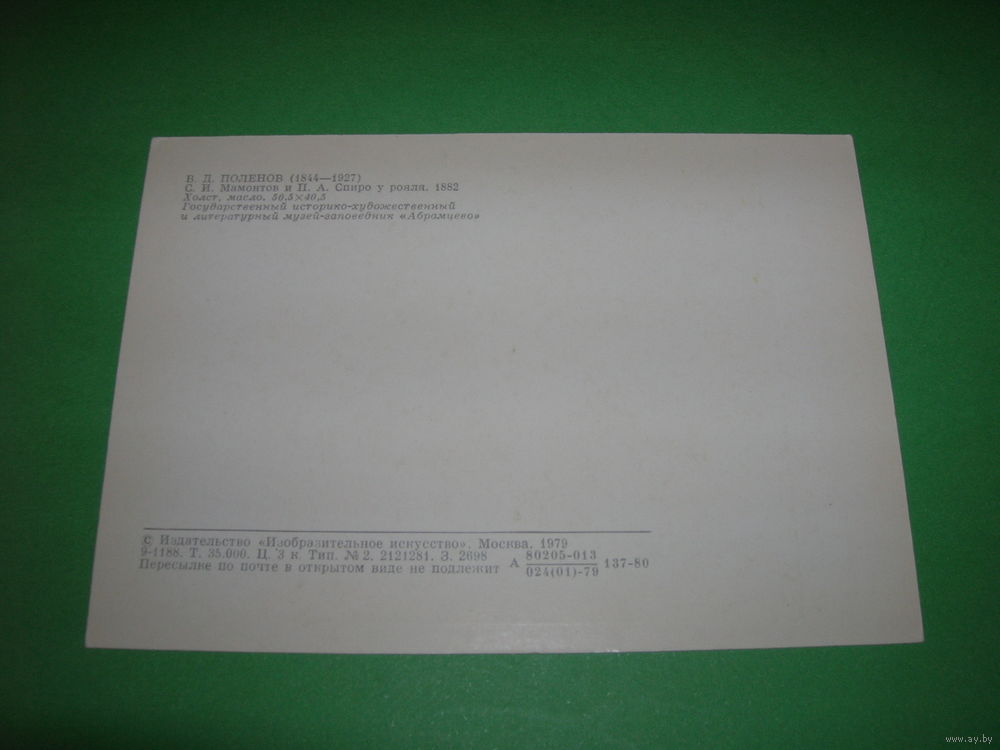 В. Д. ПОЛЕНОВ (1844—1927)
С. И. Мамонтов и П. А. Спиро у рояля. 1882
Холст, масло. 50,5×40,5
Государственный историко-художественный
и литературный музей-заповедник «Абрамцево»
© Издательство «Изобразительное искусство». Москва. 1979
9-1188. Т. 35.000. Ц. 3 к. Тип. № 2. 2121281. З. 2698
Пересылке по почте в открытом виде не подлежит
А 80205-013 137-80
024(01)-79
www.ay.by